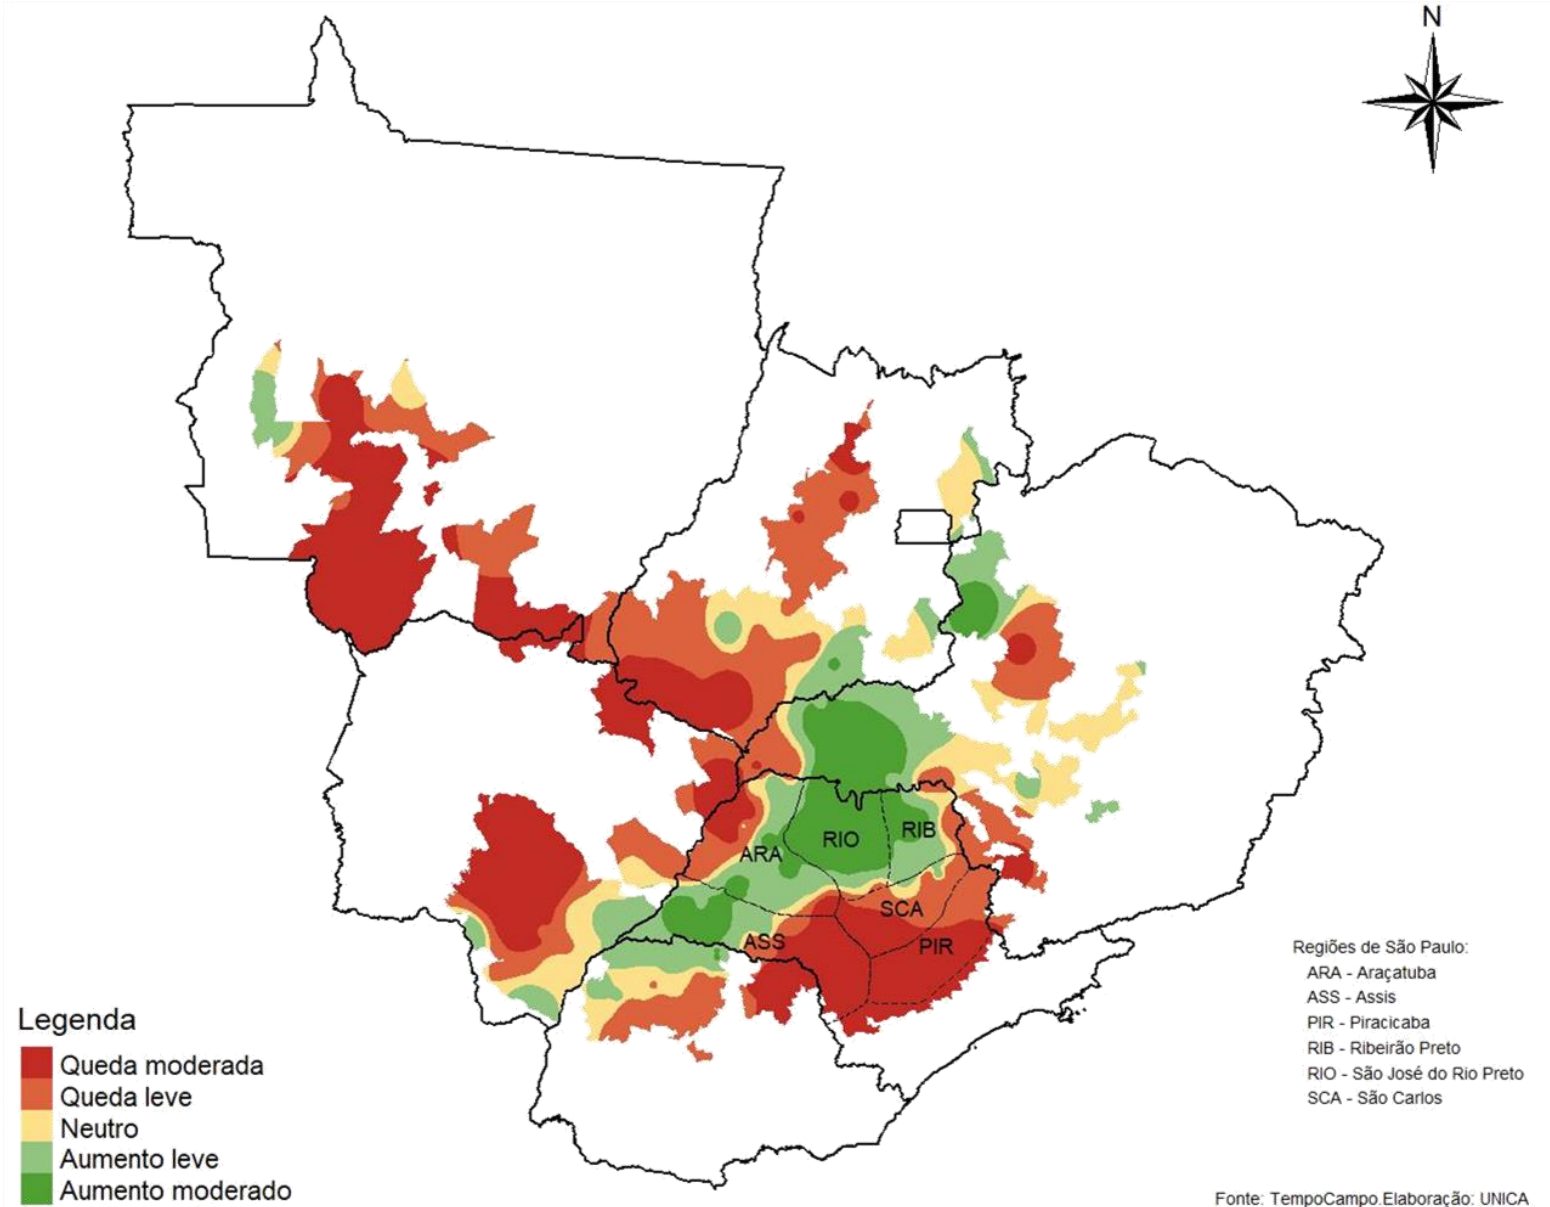 N
RIO
RIB
ARA
SCA
ASS
PIR
Regiões de São Paulo:
ARA - Araçatuba
ASS - Assis
PIR - Piracicaba
RIB - Ribeirão Preto
RIO - São José do Rio Preto
SCA - São Carlos
Legenda
Queda moderada
Queda leve
Neutro
Aumento leve
Aumento moderado
Fonte: TempoCampo.Elaboração: UNICA